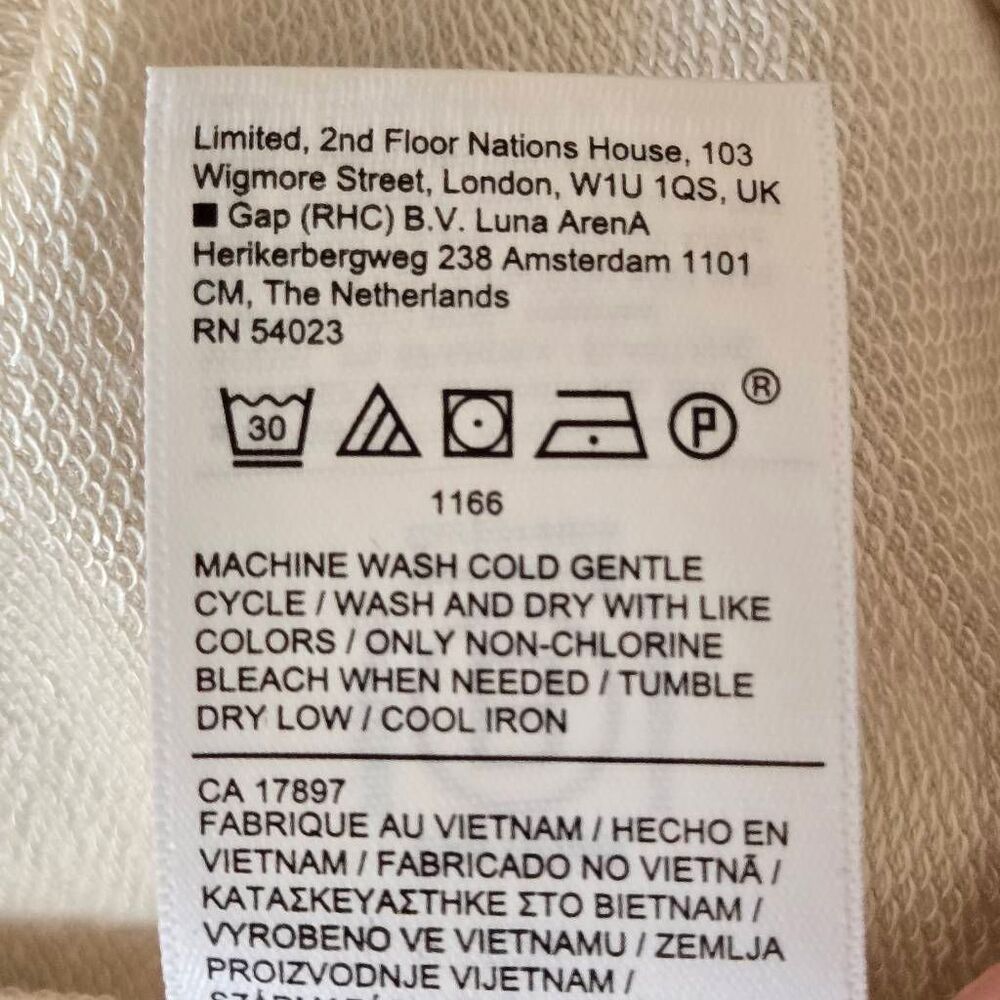 Limited, 2nd Floor Nations House, 103
Wigmore Street, London, W1U 1QS, UK
■ Gap (RHC) B.V. Luna ArenA
Herikerbergweg 238 Amsterdam 1101
CM, The Netherlands
RN 54023
30 P ®
1166
MACHINE WASH COLD GENTLE
CYCLE / WASH AND DRY WITH LIKE
COLORS / ONLY NON-CHLORINE
BLEACH WHEN NEEDED / TUMBLE
DRY LOW / COOL IRON
CA 17897
FABRIQUE AU VIETNAM / HECHO EN
VIETNAM / FABRICADO NO VIETNÃ /
ΚΑΤΑΣΚΕΥΑΣΤΗΚΕ ΣΤΟ ΒΙΕΤΝΑΜ /
VYROBENO VE VIETNAMU / ZEMLJA
PROIZVODNJE VIJETNAM /